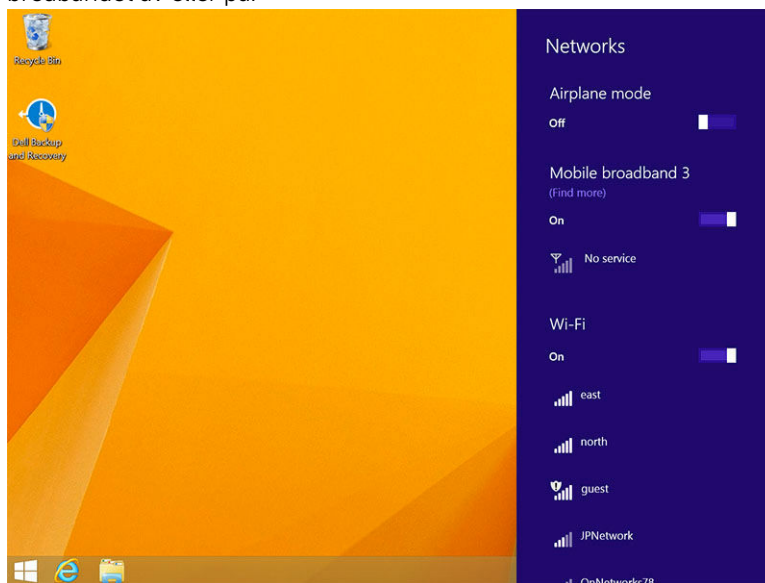 Recycle Bin
Dell Backup
and Recovery
Networks
Airplane mode
Off
Mobile broadband 3
(Find more)
On
No service
Wi-Fi
On
east
north
guest
JPNetwork